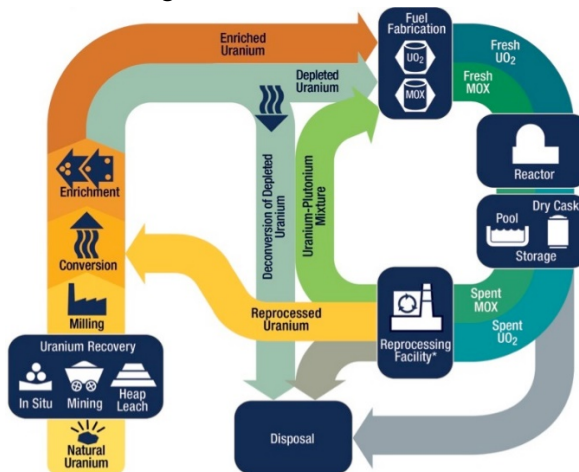 Enriched
Uranium
Fuel
Fabrication
UO2
MOX
Fresh
UO2
Fresh
MOX
Depleted
Uranium
Reactor
Enrichment
Deconversion of Depleted
Uranium
Uranium-Plutonium
Mixture
Dry Cask
Pool
Storage
Conversion
Milling
Reprocessed
Uranium
Reprocessing
Facility*
Spent
MOX
Spent
UO2
Uranium Recovery
In Situ
Mining
Heap
Leach
Natural
Uranium
Disposal